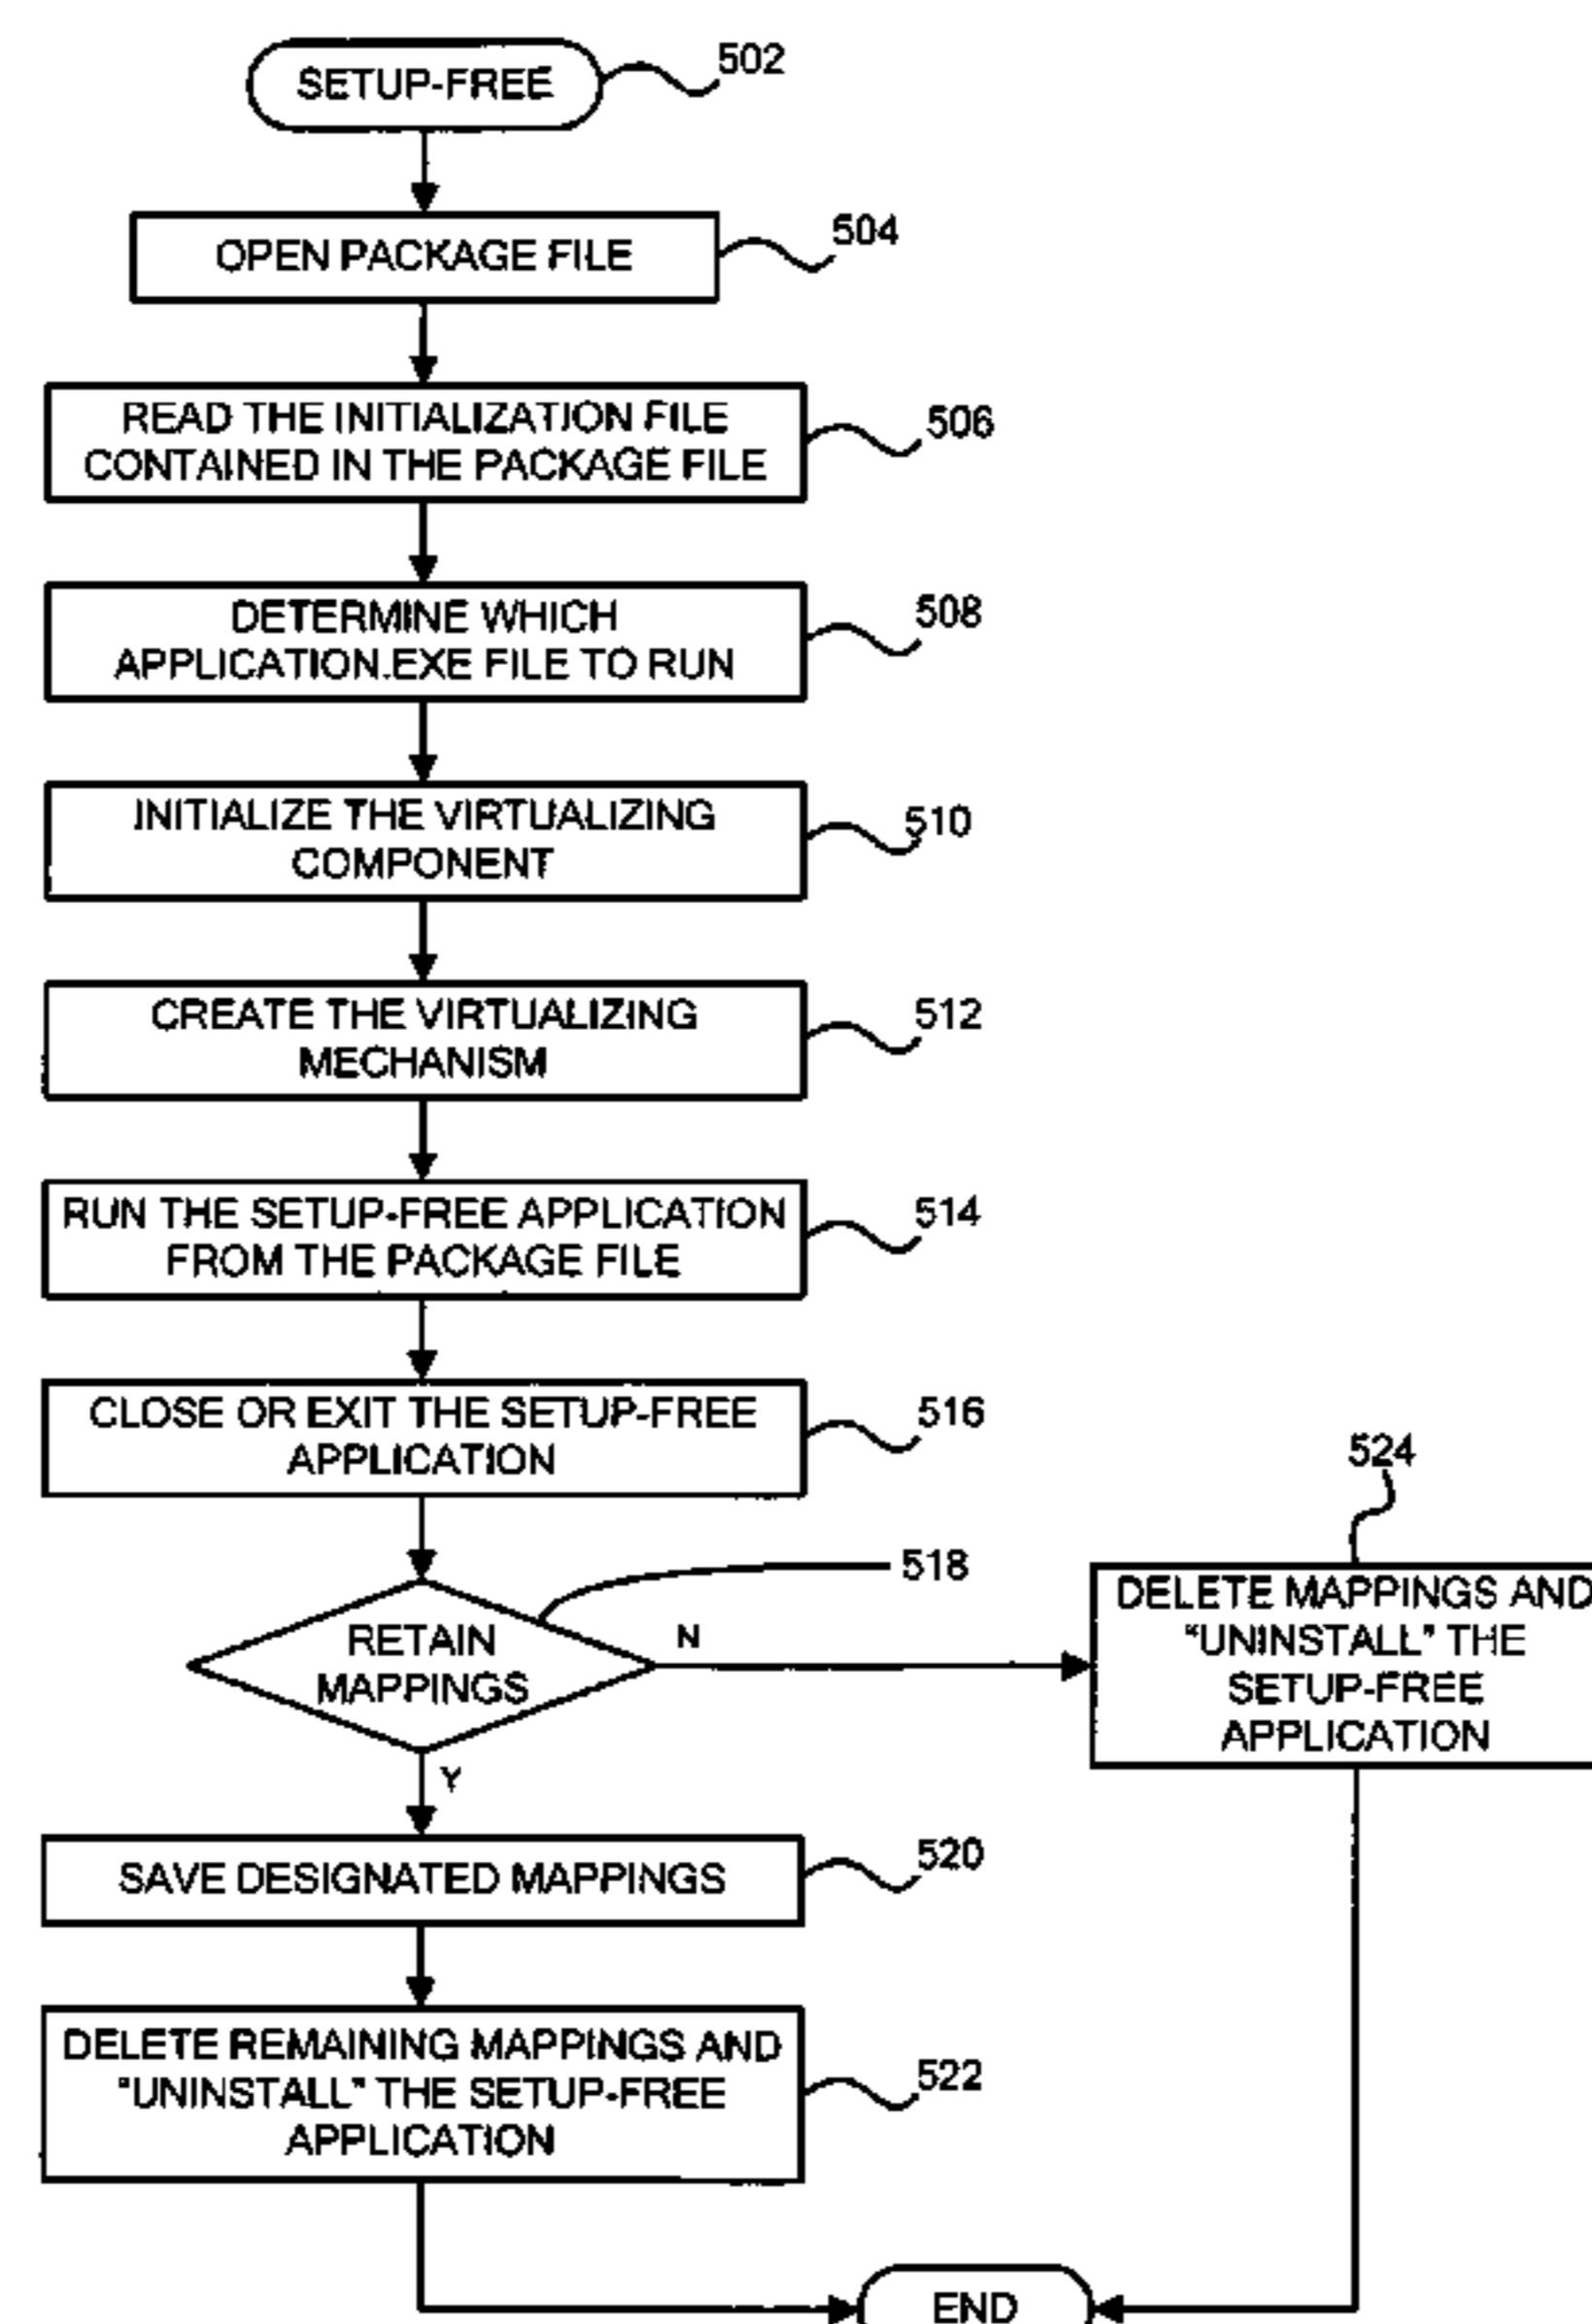 SETUP-FREE
502
OPEN PACKAGE FILE
504
READ THE INITIALIZATION FILE
CONTAINED IN THE PACKAGE FILE
506
DETERMINE WHICH
APPLICATION.EXE FILE TO RUN
508
INITIALIZE THE VIRTUALIZING
COMPONENT
510
CREATE THE VIRTUALIZING
MECHANISM
512
RUN THE SETUP-FREE APPLICATION
FROM THE PACKAGE FILE
514
CLOSE OR EXIT THE SETUP-FREE
APPLICATION
516
RETAIN
MAPPINGS
518
N
Y
524
DELETE MAPPINGS AND
"UNINSTALL" THE
SETUP-FREE
APPLICATION
SAVE DESIGNATED MAPPINGS
520
DELETE REMAINING MAPPINGS AND
"UNINSTALL" THE SETUP-FREE
APPLICATION
522
END